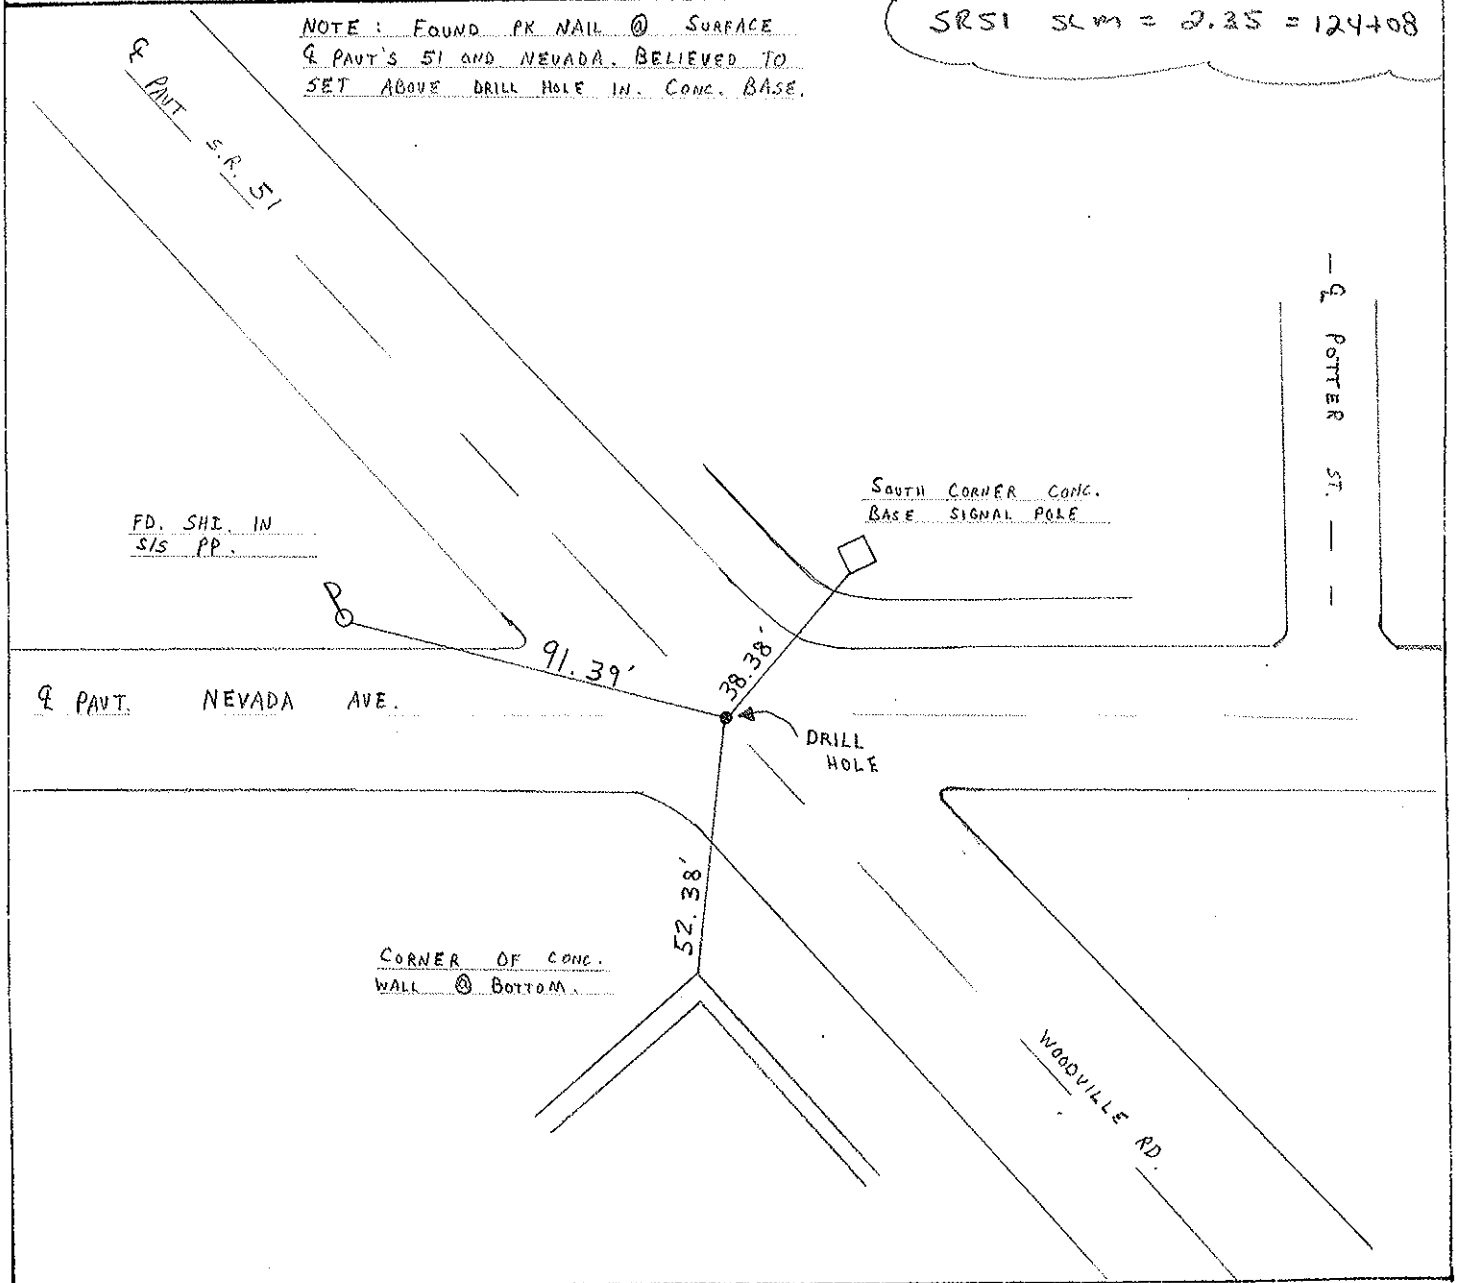 NOTE : FOUND PK NAIL @ SURFACE
℄ PAVT'S 51 AND NEVADA. BELIEVED TO
SET ABOVE DRILL HOLE IN. CONC. BASE.
SR51 SLM = 2.35 = 124+08
℄ PAVT S.R. 51
— ℄ POTTER ST. — —
SOUTH CORNER CONC.
BASE SIGNAL POLE
FD. SHI. IN
S/S PP.
91.39'
38.38'
℄ PAVT. NEVADA AVE.
DRILL
HOLE
52.38'
CORNER OF CONC.
WALL @ BOTTOM.
WOODVILLE RD.